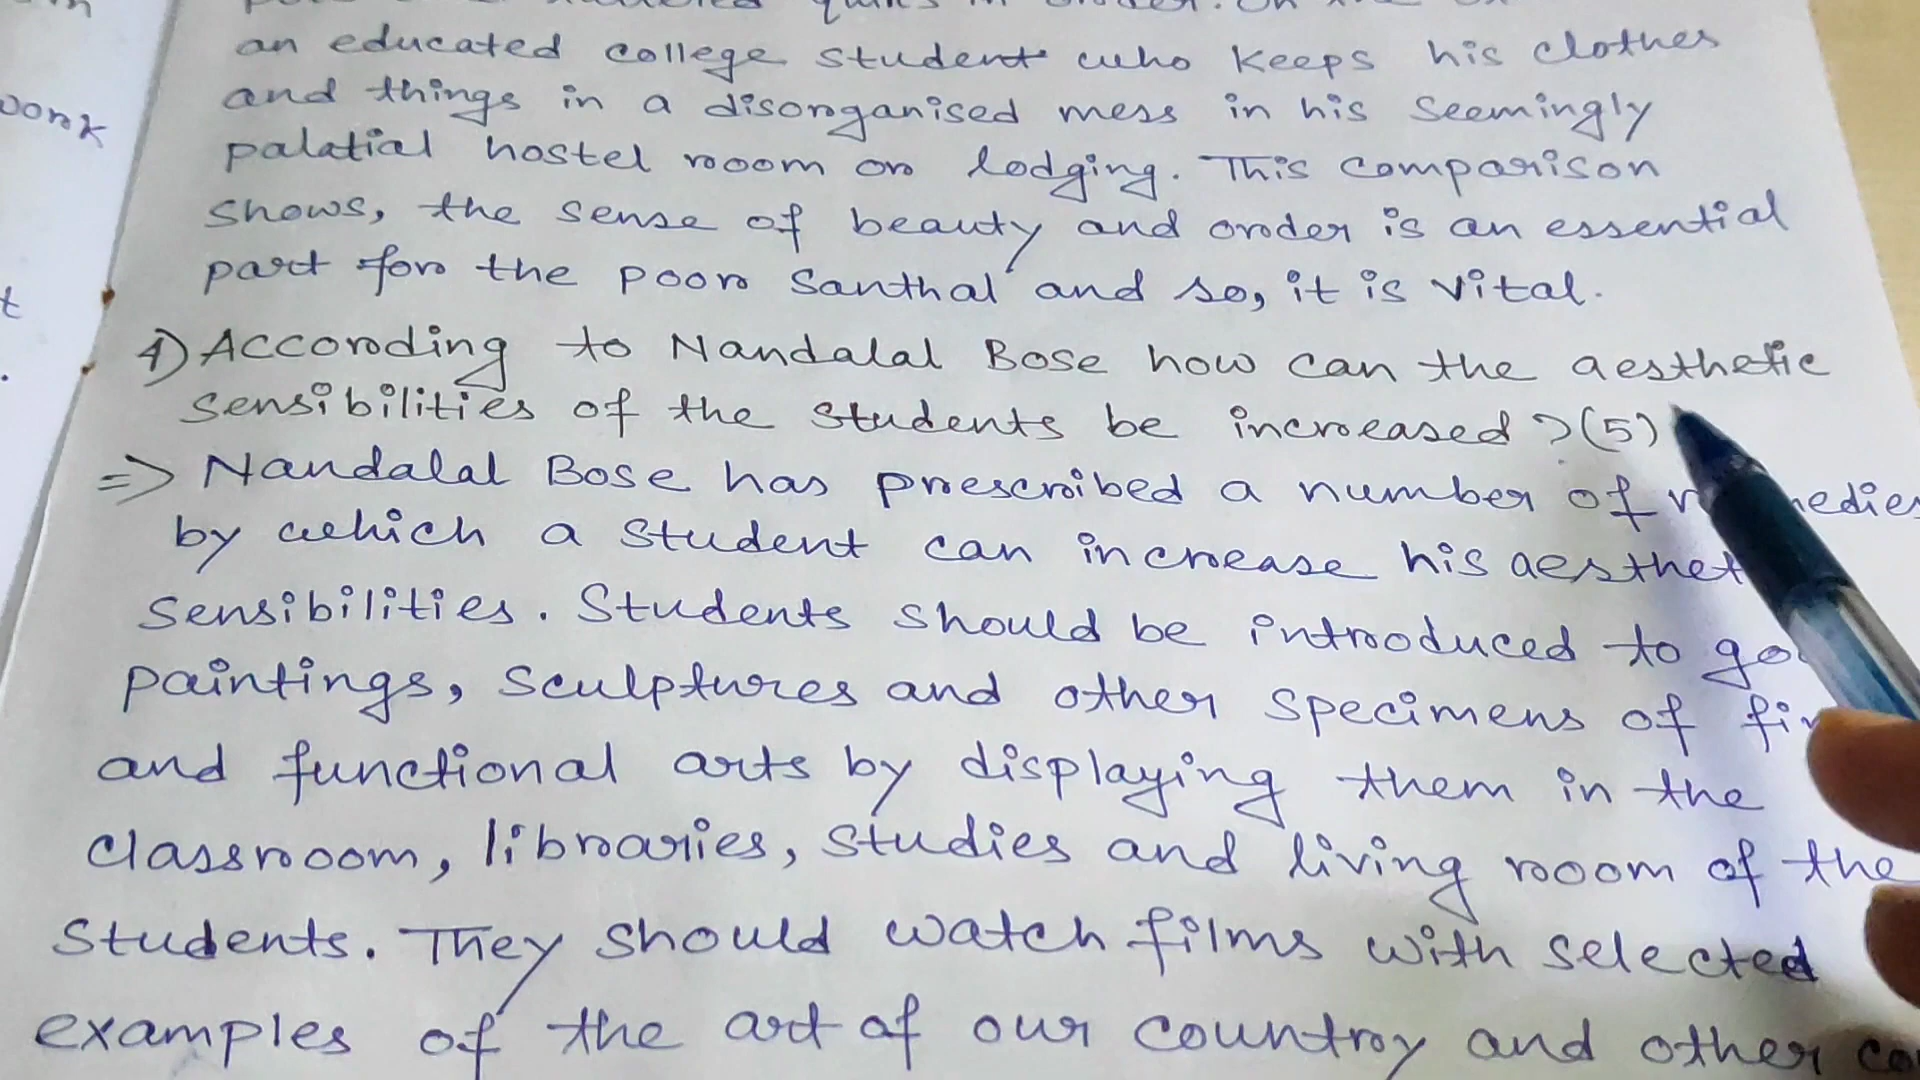 an educated college student who keeps his clothes
and things in a disorganised mess in his seemingly
work
palatial hostel room or lodging. This comparison
shows, the sense of beauty and order is an essential
part for the poor Santhal and so, it is vital.
t
4) According to Nandalal Bose how can the aesthetic
sensibilities of the students be increased? (5)
=> Nandalal Bose has prescribed a number of
by which a student can increase his aesthet
sensibilities. Students should be introduced to go
paintings, sculptures and other specimens of fin
and functional arts by displaying them in the
classroom, libraries, studies and living room of the
students. They should watch films with selected
examples of the art of our country and other co